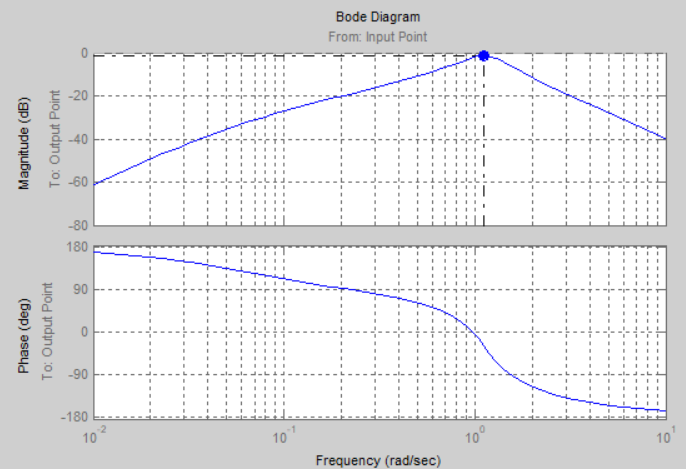 Bode Diagram
From: Input Point
Magnitude (dB)
To: Output Point
0
-20
-40
-60
-80
Phase (deg)
To: Output Point
180
90
0
-90
-180
10^-2
10^-1
10^0
10^1
Frequency (rad/sec)